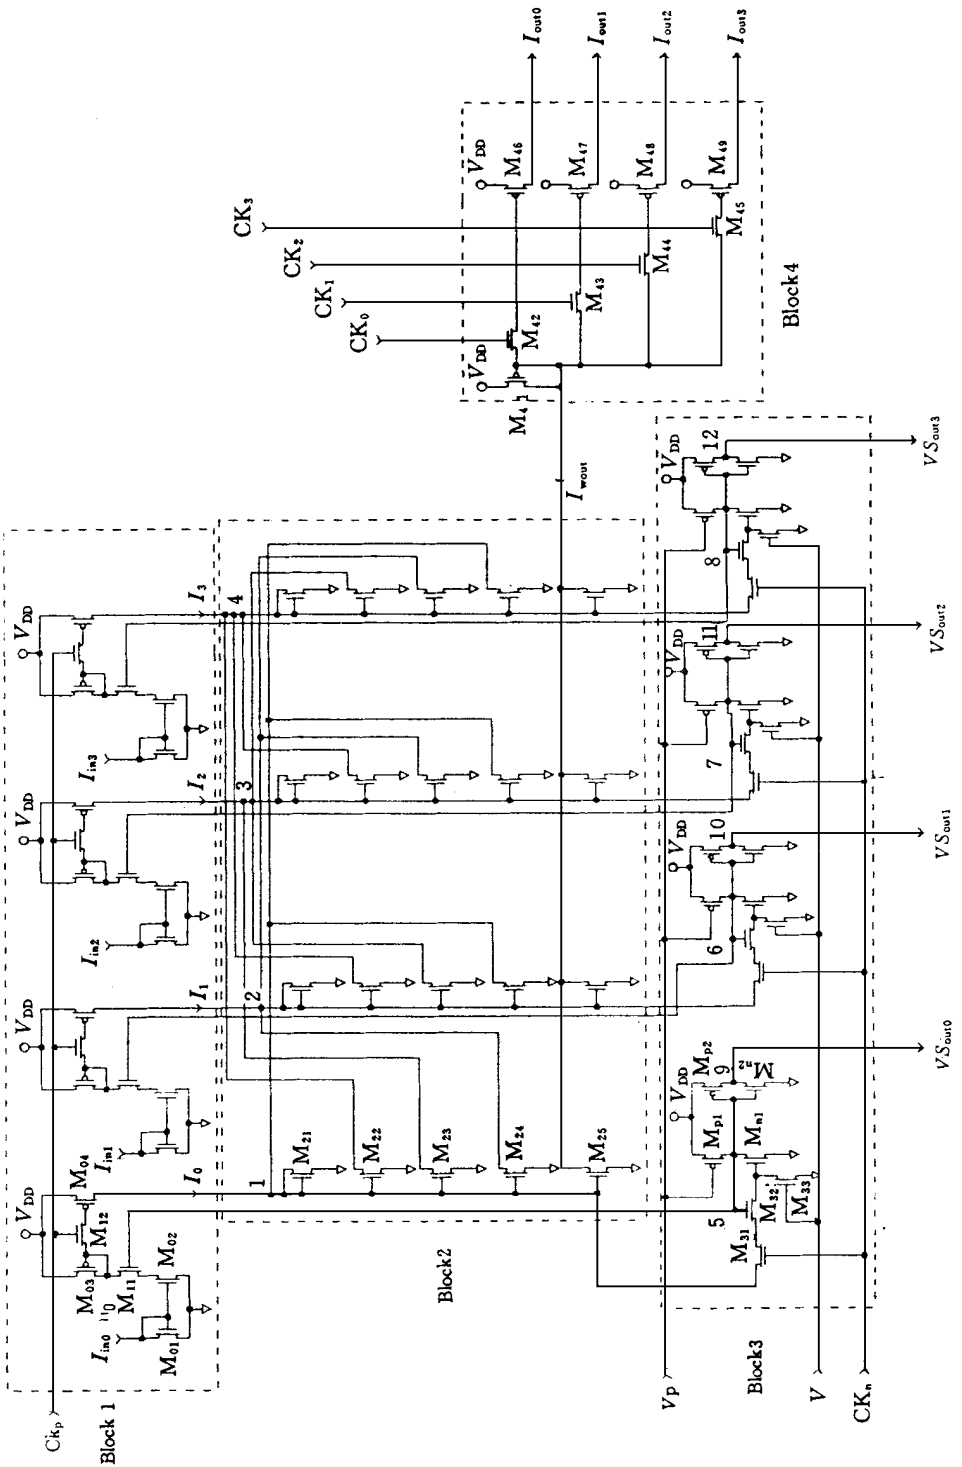 Ck_p
Block 1
V_DD
V_DD
V_DD
V_DD
M_04
M_12
M_03
M_11
M_02
M_01
I_in0
I_in1
I_in2
I_in3
I_0
I_1
I_2
I_3
1
2
3
4
M_21
M_22
M_23
M_24
M_25
Block2
I_wout
CK_0
CK_1
CK_2
CK_3
V_DD
V_DD
M_4
M_42
M_43
M_44
M_45
M_46
M_47
M_48
M_49
Block4
I_out0
I_out1
I_out2
I_out3
V_DD
V_DD
V_DD
V_DD
M_p1
M_p2
M_n1
M_n2
M_31
M_32
M_33
5
6
7
8
9
10
11
12
Vp
Block3
V
CK_n
VS_out0
VS_out1
VS_out2
VS_out3